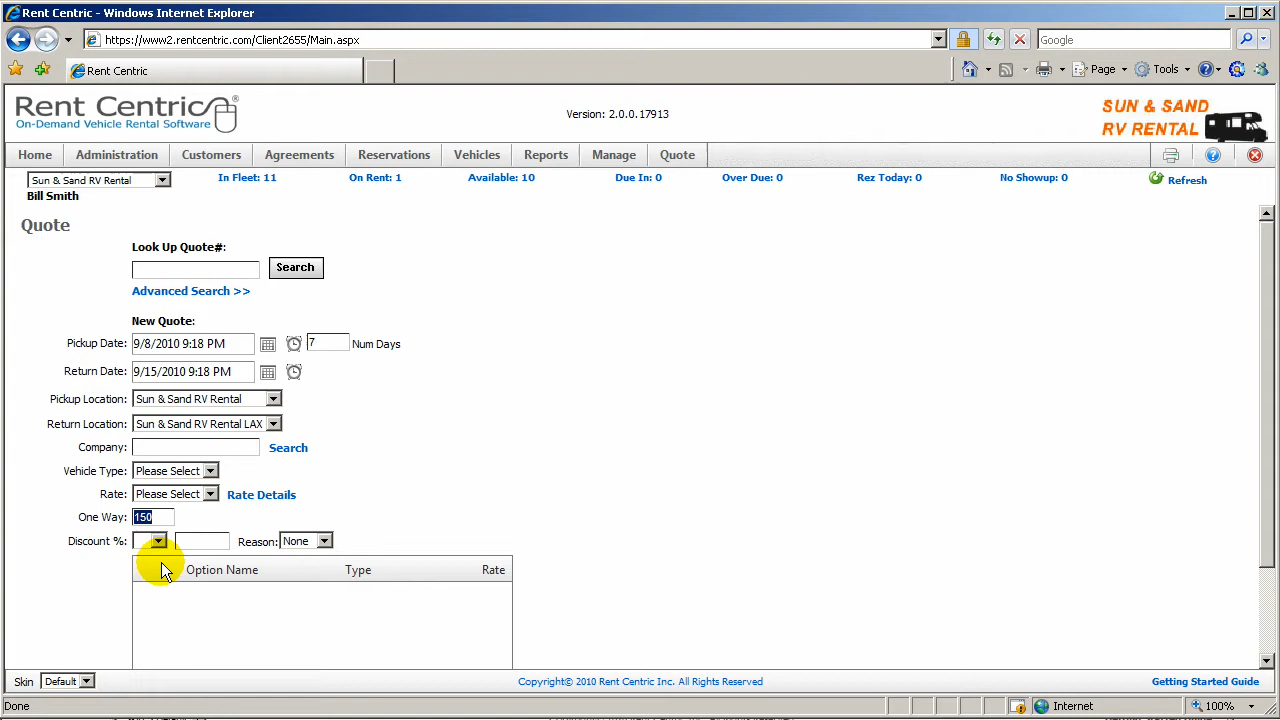 Rent Centric - Windows Internet Explorer
https://www2.rentcentric.com/Client2655/Main.aspx
Google
Rent Centric
Page
Tools
Rent Centric
On-Demand Vehicle Rental Software
Version: 2.0.0.17913
SUN & SAND
RV RENTAL
Home
Administration
Customers
Agreements
Reservations
Vehicles
Reports
Manage
Quote
Sun & Sand RV Rental
In Fleet: 11
On Rent: 1
Available: 10
Due In: 0
Over Due: 0
Rez Today: 0
No Showup: 0
Refresh
Bill Smith
Quote
Look Up Quote#:
Search
Advanced Search >>
New Quote:
Pickup Date: 9/8/2010 9:18 PM 7 Num Days
Return Date: 9/15/2010 9:18 PM
Pickup Location: Sun & Sand RV Rental
Return Location: Sun & Sand RV Rental LAX
Company: Search
Vehicle Type: Please Select
Rate: Please Select Rate Details
One Way: 150
Discount %: Reason: None
Option Name Type Rate
Skin Default
Copyright© 2010 Rent Centric Inc. All Rights Reserved
Getting Started Guide
Done
Internet
100%